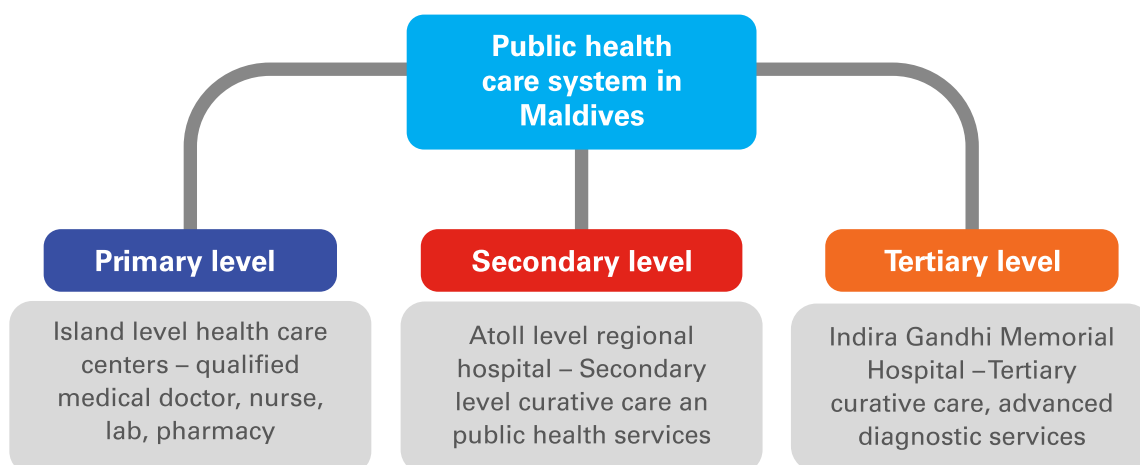 Public health
care system in
Maldives
Primary level
Island level health care
centers – qualified
medical doctor, nurse,
lab, pharmacy
Secondary level
Atoll level regional
hospital – Secondary
level curative care an
public health services
Tertiary level
Indira Gandhi Memorial
Hospital – Tertiary
curative care, advanced
diagnostic services